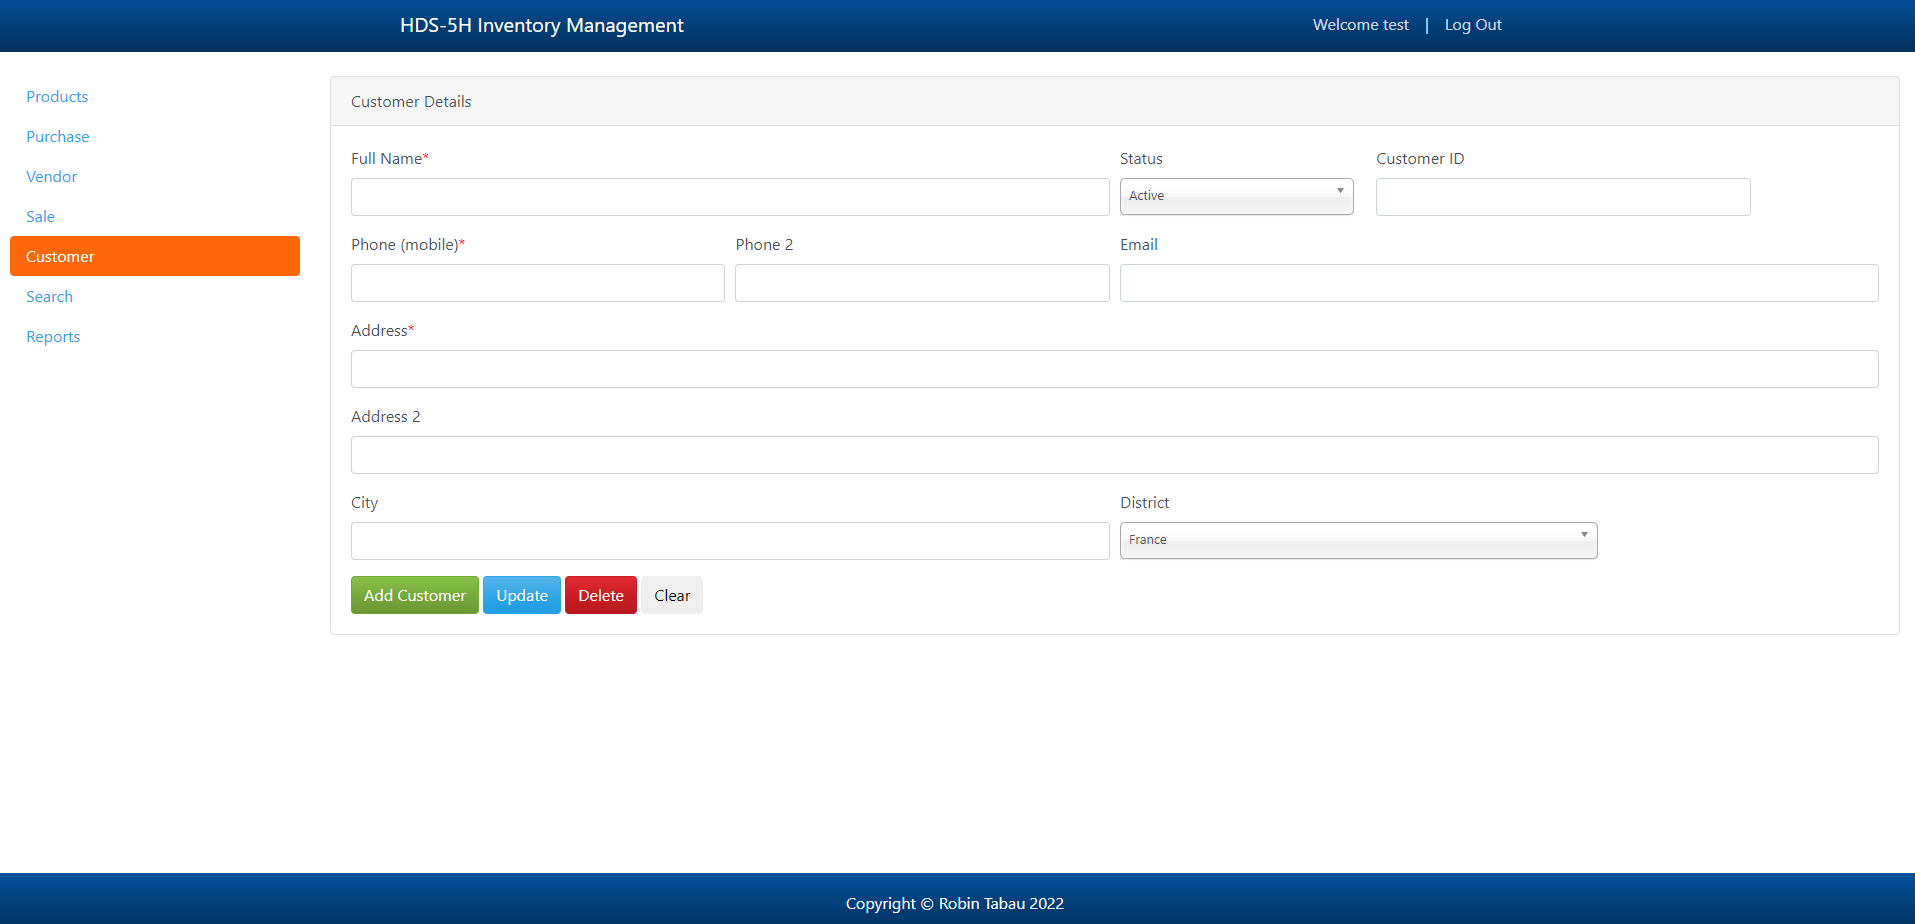 HDS-5H Inventory Management
Welcome test | Log Out
Products
Purchase
Vendor
Sale
Customer
Search
Reports
Customer Details
Full Name* Status Customer ID
Active
Phone (mobile)* Phone 2 Email
Address*
Address 2
City District
France
Add Customer Update Delete Clear
Copyright © Robin Tabau 2022